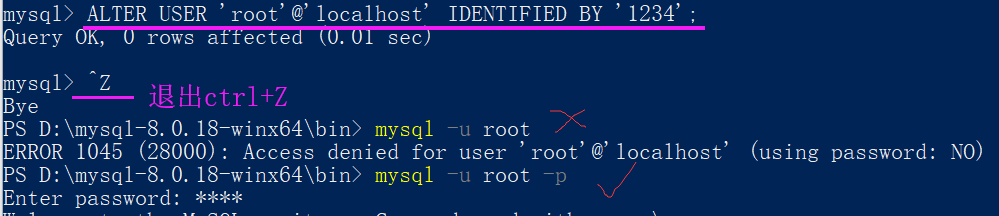 mysql> ALTER USER 'root'@'localhost' IDENTIFIED BY '1234';
Query OK, 0 rows affected (0.01 sec)
mysql> ^Z 退出ctrl+Z
Bye
PS D:\mysql-8.0.18-winx64\bin> mysql -u root
ERROR 1045 (28000): Access denied for user 'root'@'localhost' (using password: NO)
PS D:\mysql-8.0.18-winx64\bin> mysql -u root -p
Enter password: ****